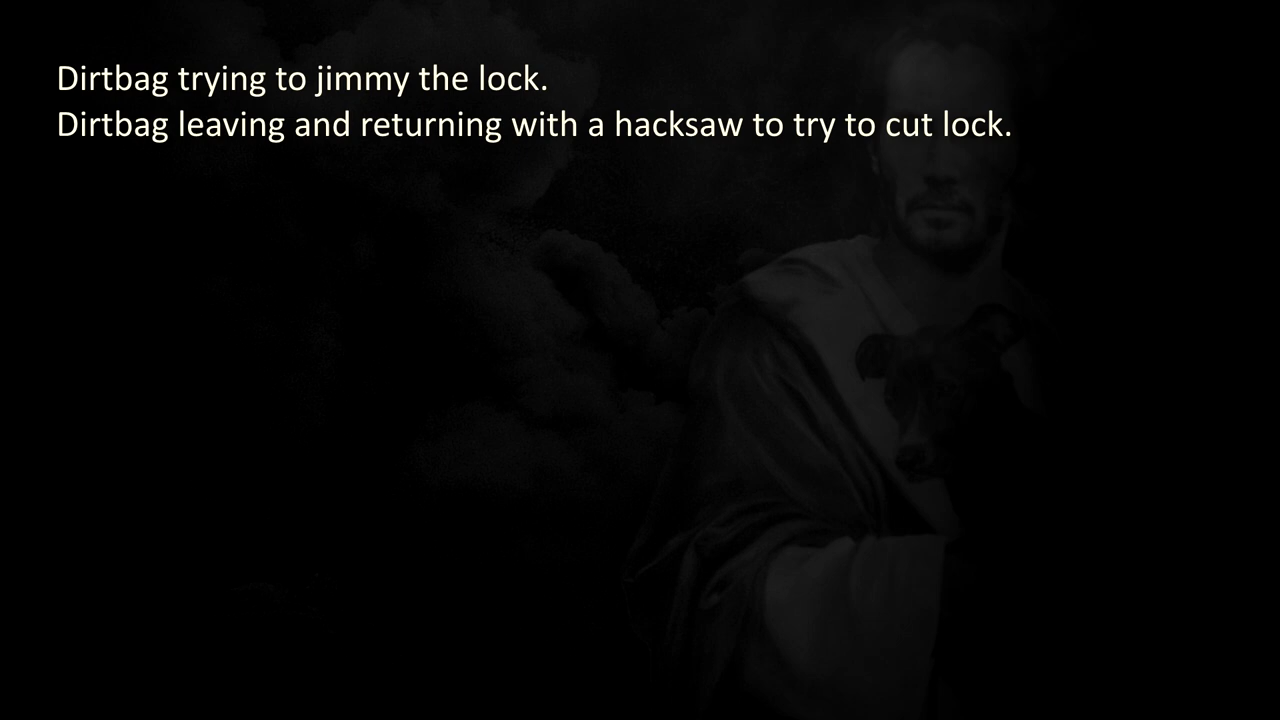 Dirtbag trying to jimmy the lock.
Dirtbag leaving and returning with a hacksaw to try to cut lock.